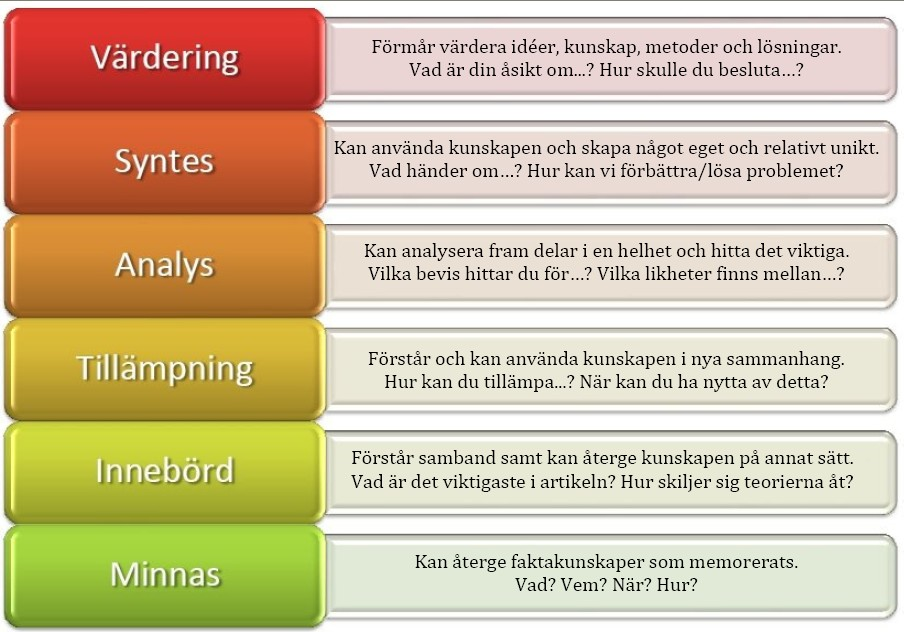 Värdering
Förmår värdera idéer, kunskap, metoder och lösningar.
Vad är din åsikt om...? Hur skulle du besluta...?
Syntes
Kan använda kunskapen och skapa något eget och relativt unikt.
Vad händer om...? Hur kan vi förbättra/lösa problemet?
Analys
Kan analysera fram delar i en helhet och hitta det viktiga.
Vilka bevis hittar du för...? Vilka likheter finns mellan...?
Tillämpning
Förstår och kan använda kunskapen i nya sammanhang.
Hur kan du tillämpa...? När kan du ha nytta av detta?
Innebörd
Förstår samband samt kan återge kunskapen på annat sätt.
Vad är det viktigaste i artikeln? Hur skiljer sig teorierna åt?
Minnas
Kan återge faktakunskaper som memorerats.
Vad? Vem? När? Hur?